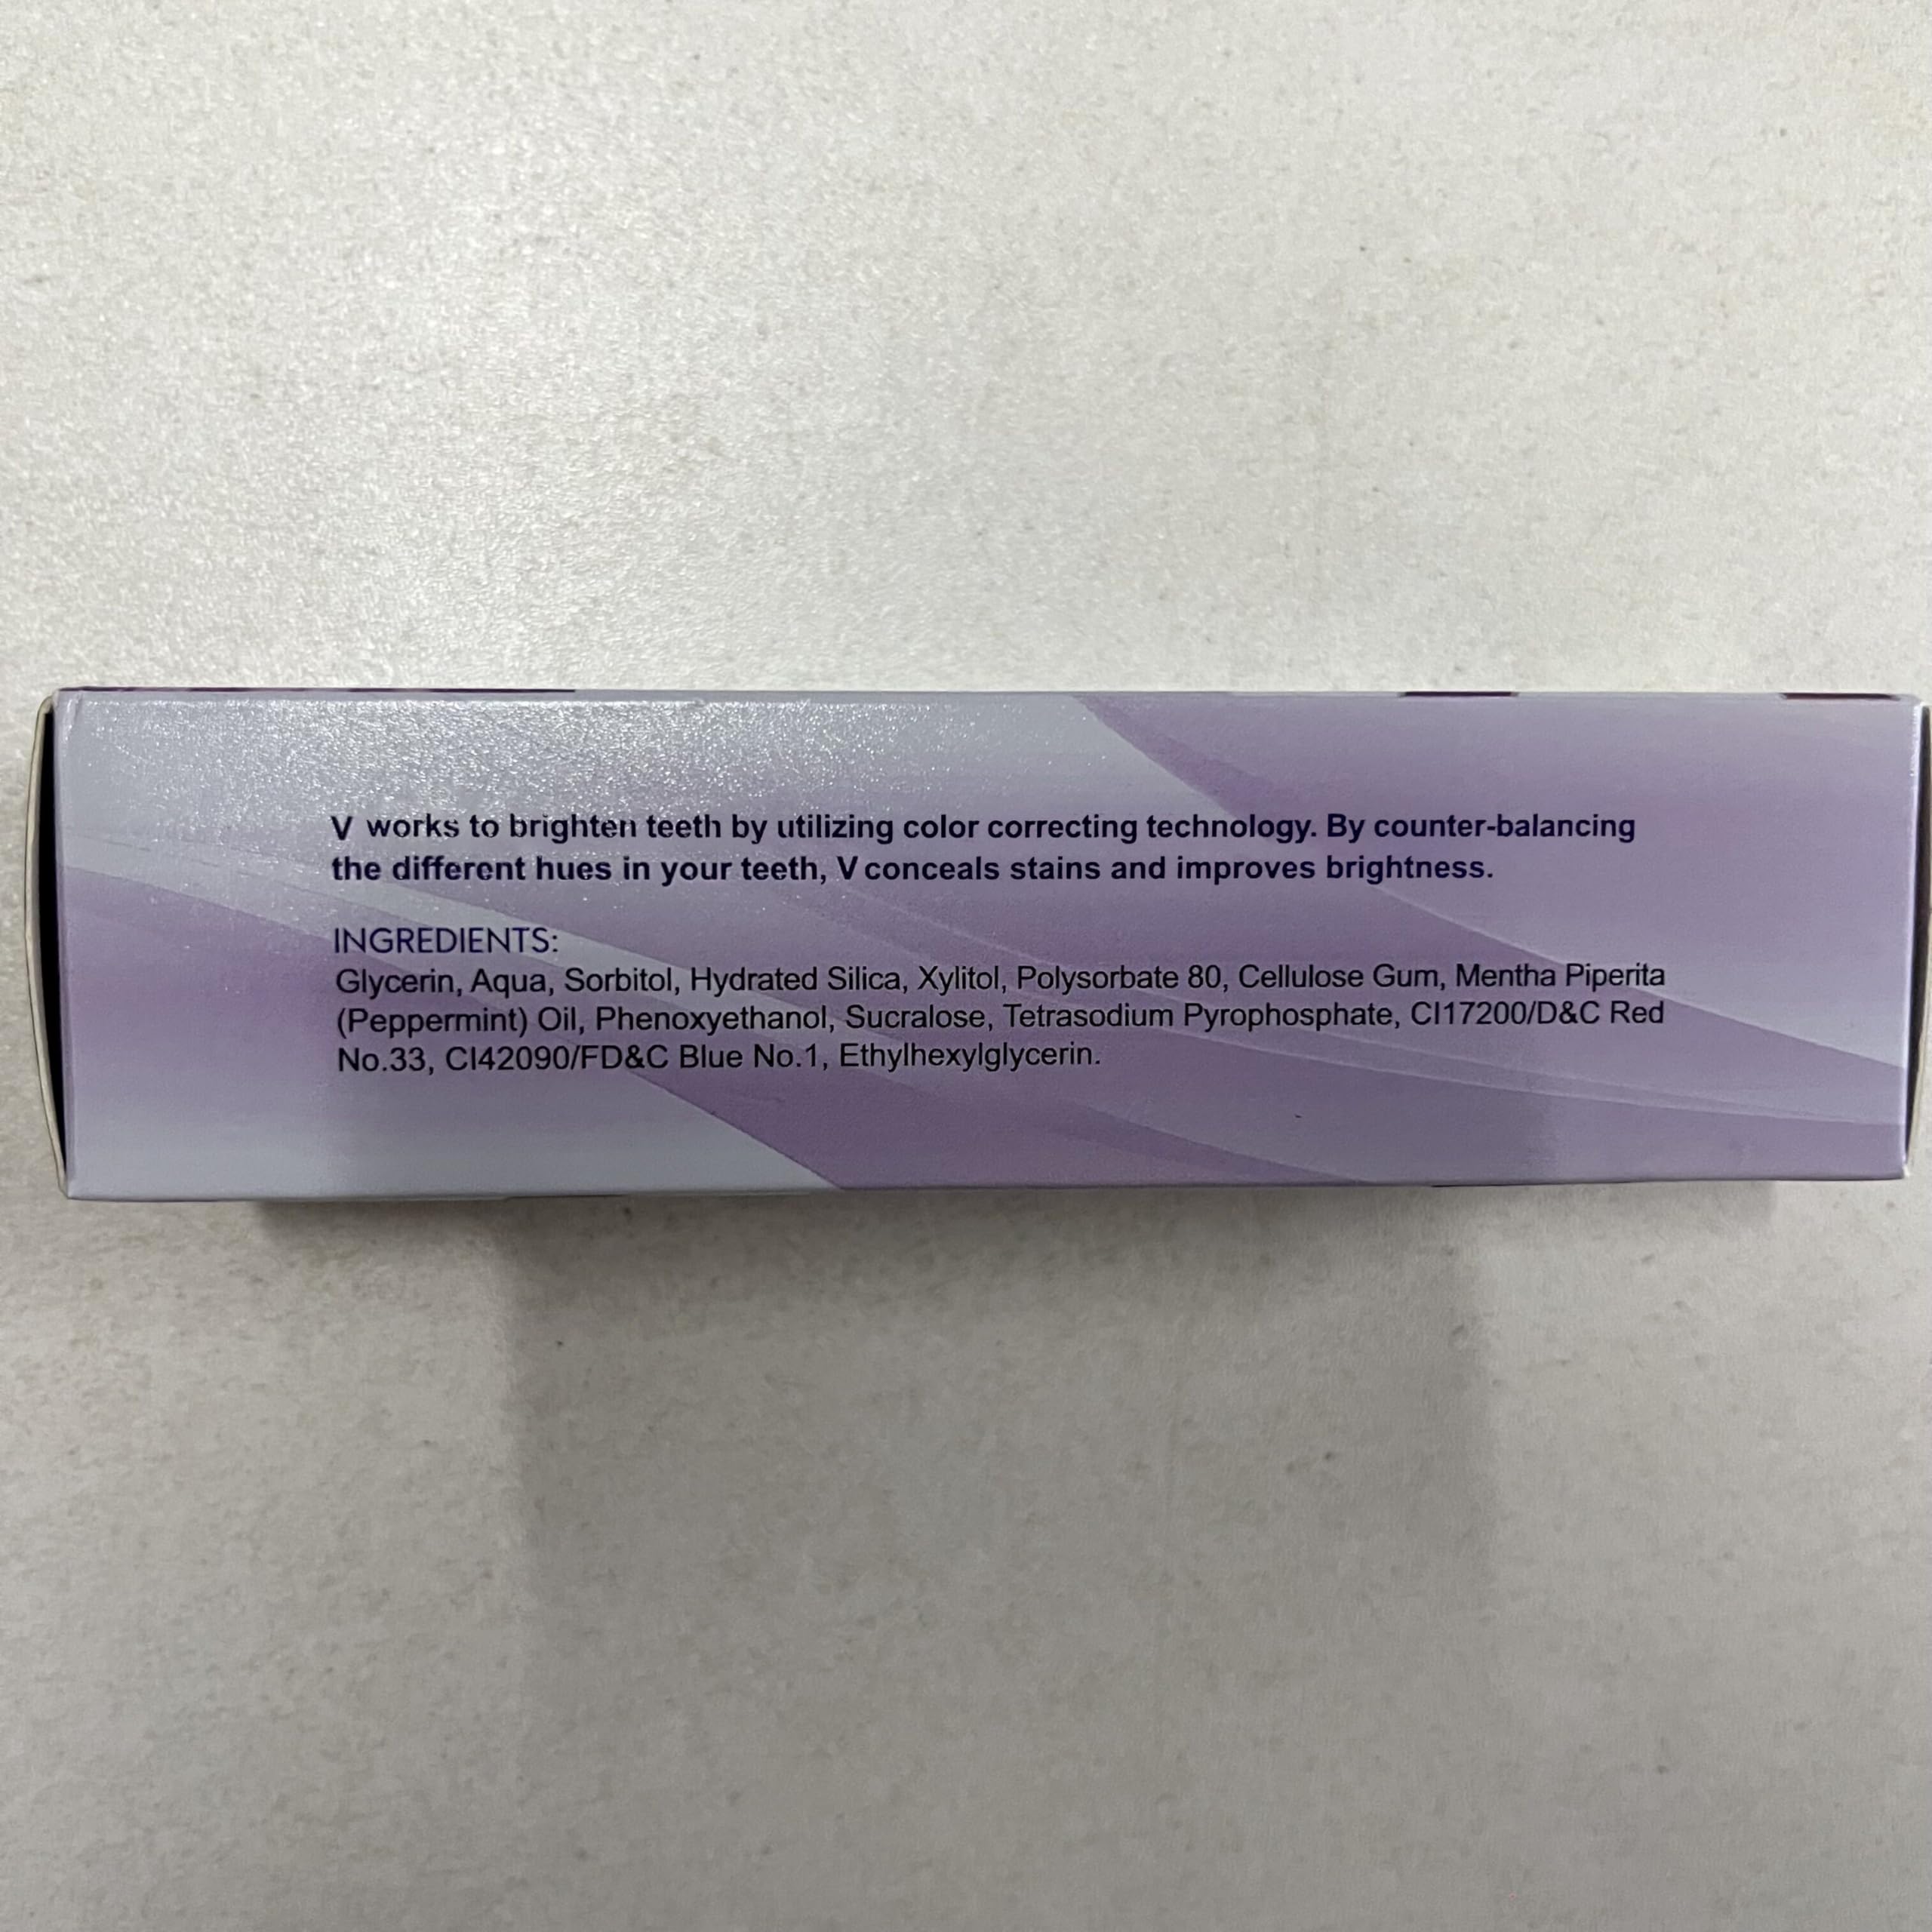 V works to brighten teeth by utilizing color correcting technology. By counter-balancing
the different hues in your teeth, V conceals stains and improves brightness.
INGREDIENTS:
Glycerin, Aqua, Sorbitol, Hydrated Silica, Xylitol, Polysorbate 80, Cellulose Gum, Mentha Piperita
(Peppermint) Oil, Phenoxyethanol, Sucralose, Tetrasodium Pyrophosphate, CI17200/D&C Red
No.33, CI42090/FD&C Blue No.1, Ethylhexylglycerin.